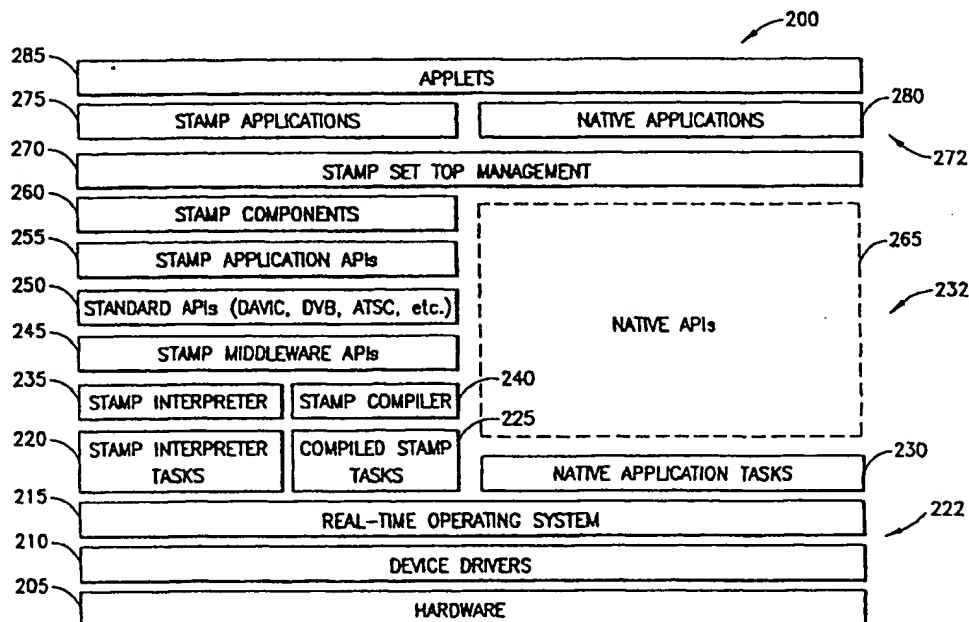 200
285
APPLETS
275
STAMP APPLICATIONS
NATIVE APPLICATIONS
280
272
270
STAMP SET TOP MANAGEMENT
260
STAMP COMPONENTS
255
STAMP APPLICATION APIs
265
250
STANDARD APIs (DAVIC, DVB, ATSC, etc.)
NATIVE APIs
232
245
STAMP MIDDLEWARE APIs
235
STAMP INTERPRETER
STAMP COMPILER
240
220
STAMP INTERPRETER
TASKS
COMPILED STAMP
TASKS
225
NATIVE APPLICATION TASKS
230
215
REAL-TIME OPERATING SYSTEM
222
210
DEVICE DRIVERS
205
HARDWARE